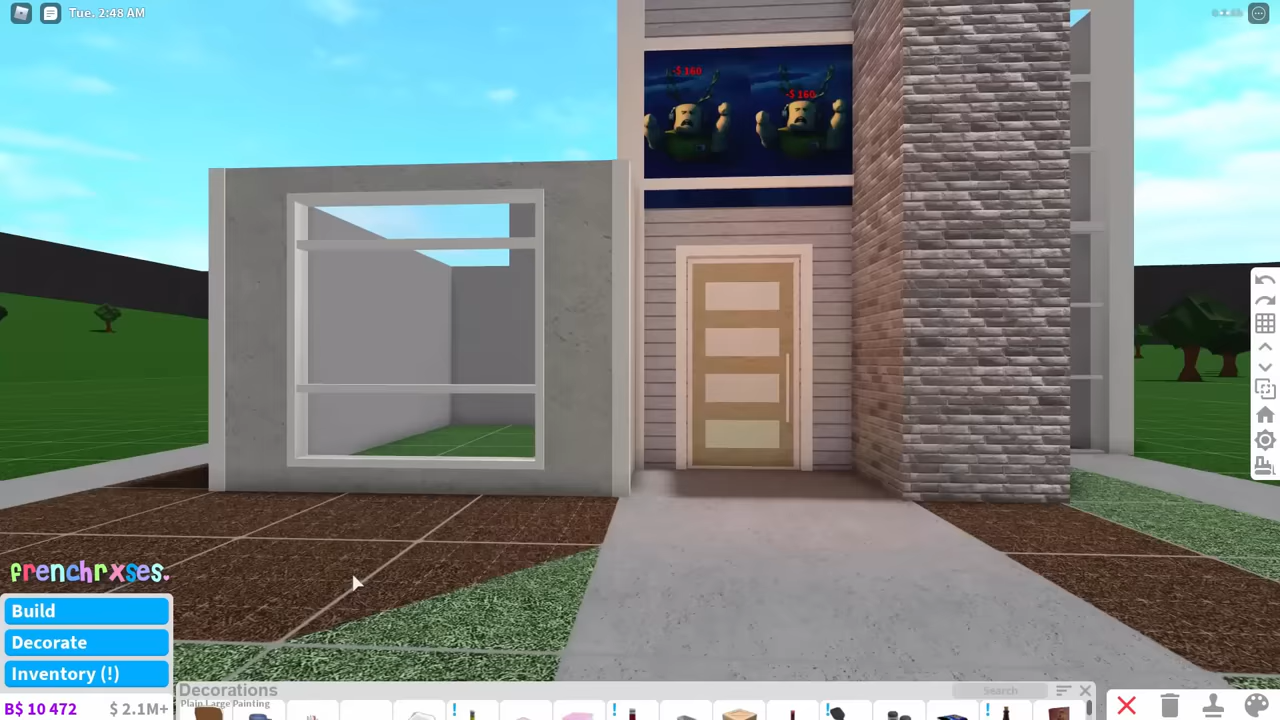 Tue. 2:48 AM
-$ 160
-$ 160
frenchrxses.
Build
Decorate
Inventory (!)
B$ 10 472
$ 2.1M+
Decorations
Plain Large Painting
Search